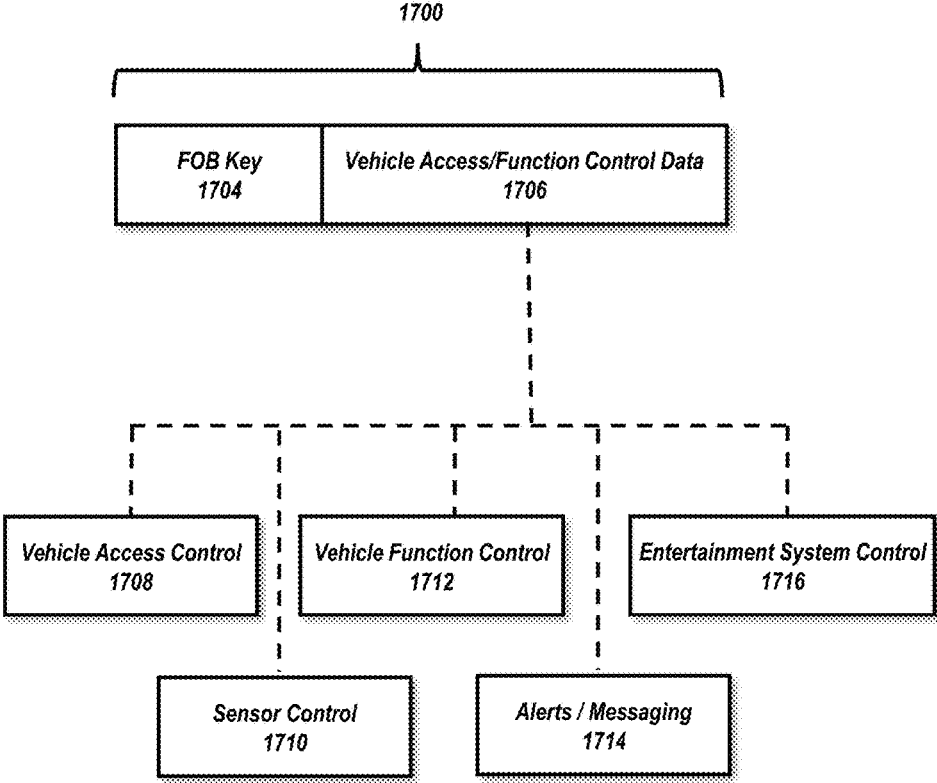 1700
FOB Key
1704
Vehicle Access/Function Control Data
1706
Vehicle Access Control
1708
Vehicle Function Control
1712
Entertainment System Control
1716
Sensor Control
1710
Alerts / Messaging
1714